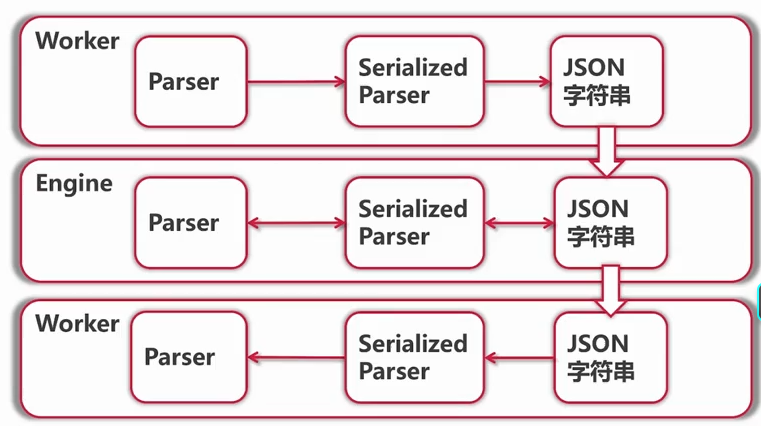 Worker
Parser
Serialized
Parser
JSON
字符串
Engine
Parser
Serialized
Parser
JSON
字符串
Worker
Parser
Serialized
Parser
JSON
字符串